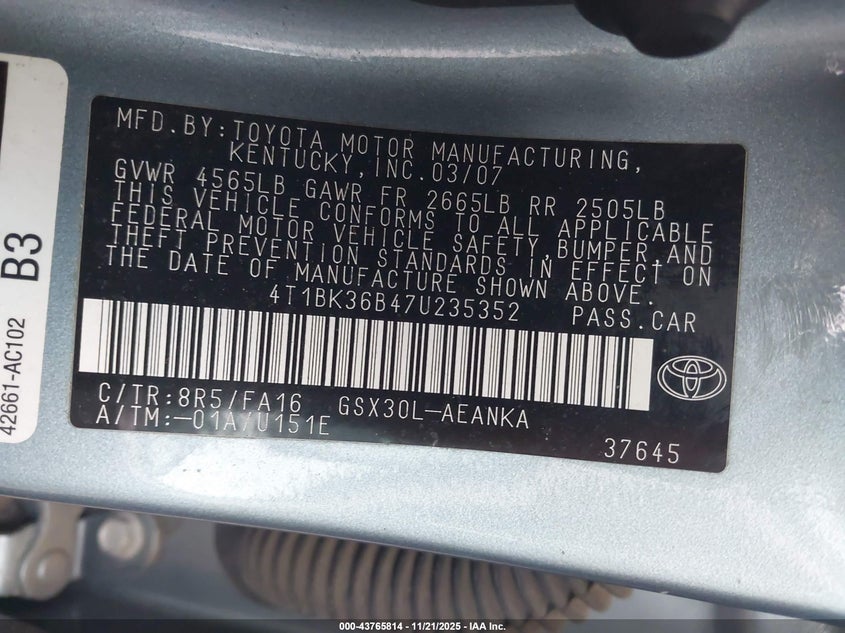 MFD.BY:TOYOTA MOTOR MANUFACTURING,
KENTUCKY,INC.03/07
GVWR 4565LB GAWR FR 2665LB RR 2505LB
THIS VEHICLE CONFORMS TO ALL APPLICABLE
FEDERAL MOTOR VEHICLE SAFETY,BUMPER,AND
THEFT PREVENTION STANDARDS IN EFFECT ON
THE DATE OF MANUFACTURE SHOWN ABOVE.
4T1BK36B47U235352 PASS.CAR
C/TR:8R5/FA16 GSX30L-AEANKA
A/TM:-01A/U151E
37645
B3
42661-AC102
000-43765814 - 11/21/2025 - IAA Inc.